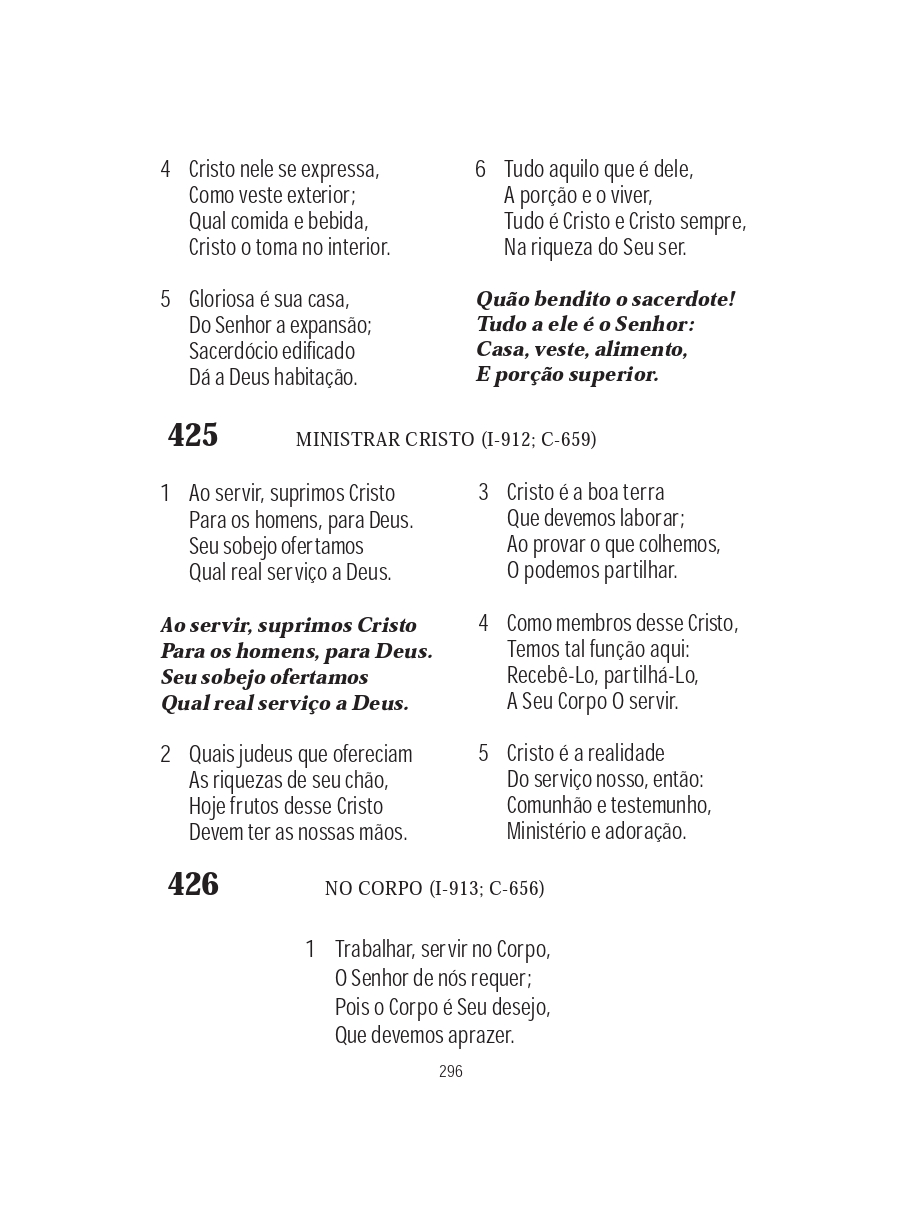 4 Cristo nele se expressa,
Como veste exterior;
Qual comida e bebida,
Cristo o toma no interior.
5 Gloriosa é sua casa,
Do Senhor a expansão;
Sacerdócio edificado
Dá a Deus habitação.
6 Tudo aquilo que é dele,
A porção e o viver,
Tudo é Cristo e Cristo sempre,
Na riqueza do Seu ser.
Quão bendito o sacerdote!
Tudo a ele é o Senhor:
Casa, veste, alimento,
E porção superior.
425 MINISTRAR CRISTO (I-912; C-659)
1 Ao servir, suprimos Cristo
Para os homens, para Deus.
Seu sobejo ofertamos
Qual real serviço a Deus.
Ao servir, suprimos Cristo
Para os homens, para Deus.
Seu sobejo ofertamos
Qual real serviço a Deus.
2 Quais judeus que ofereciam
As riquezas de seu chão,
Hoje frutos desse Cristo
Devem ter as nossas mãos.
3 Cristo é a boa terra
Que devemos laborar;
Ao provar o que colhemos,
O podemos partilhar.
4 Como membros desse Cristo,
Temos tal função aqui:
Recebê-Lo, partilhá-Lo,
A Seu Corpo O servir.
5 Cristo é a realidade
Do serviço nosso, então:
Comunhão e testemunho,
Ministério e adoração.
426 NO CORPO (I-913; C-656)
1 Trabalhar, servir no Corpo,
O Senhor de nós requer;
Pois o Corpo é Seu desejo,
Que devemos aprazer.
296